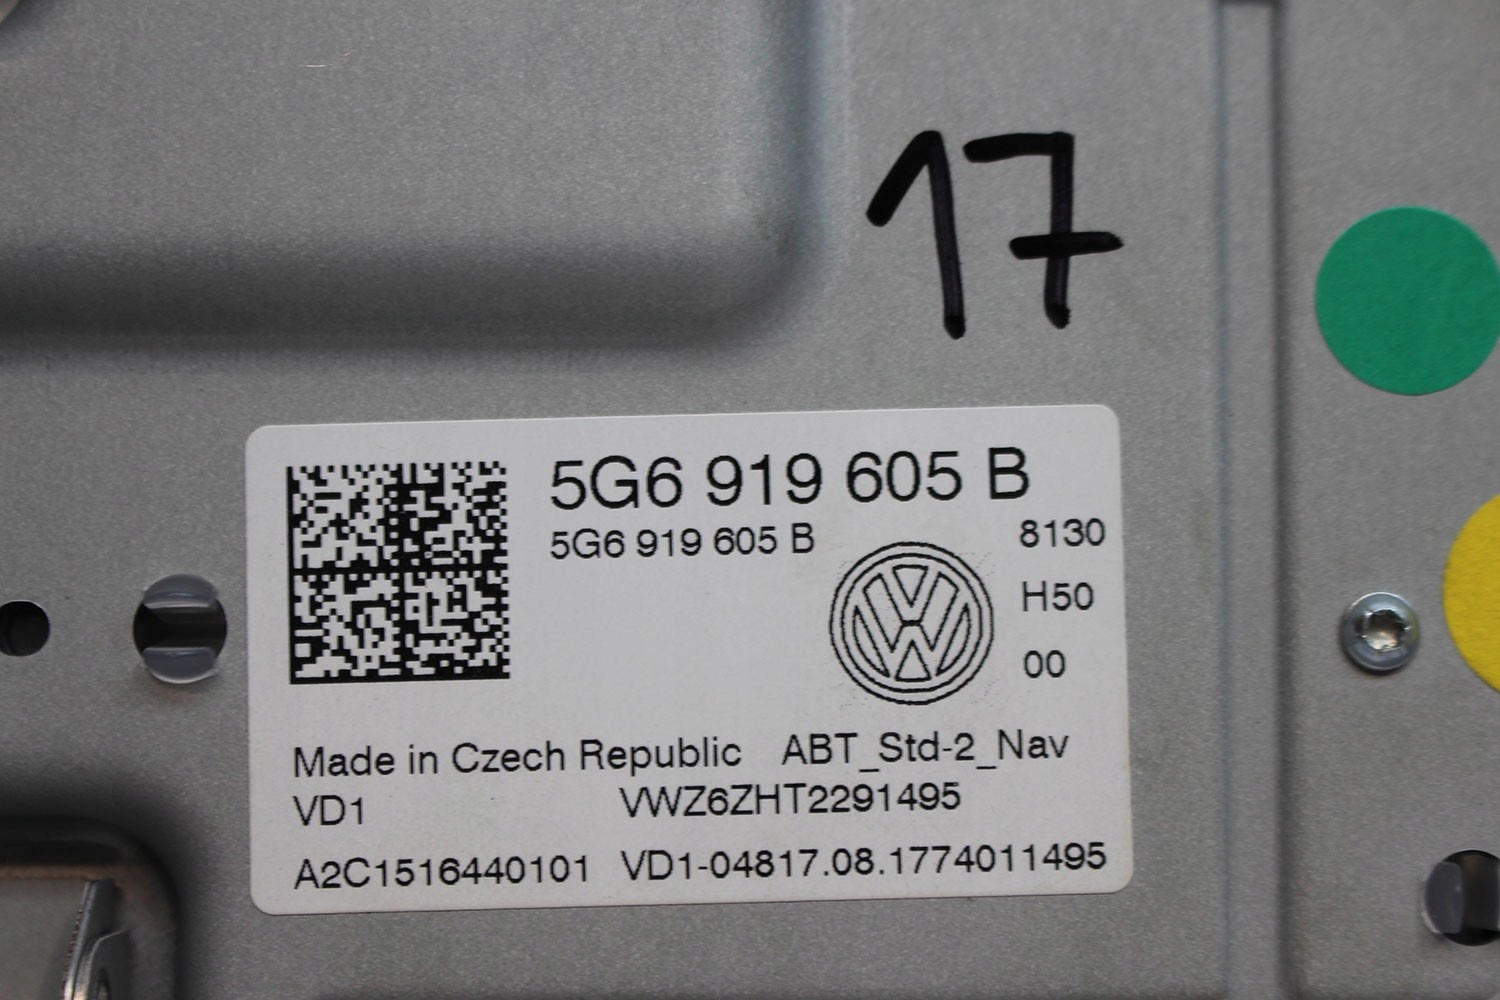 17
5G6 919 605 B
5G6 919 605 B
8130
H50
00
Made in Czech Republic ABT_Std-2_Nav
VD1 VWZ6ZHT2291495
A2C1516440101 VD1-04817.08.1774011495